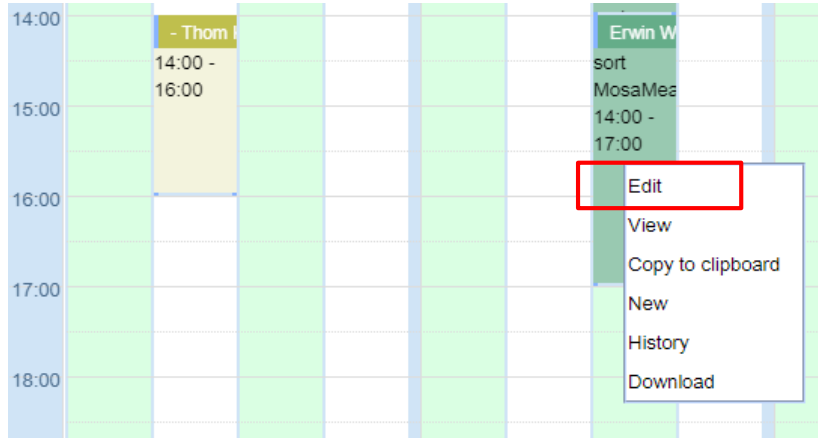 14:00
- Thom
14:00 -
16:00
Erwin W
sort
MosaMea
14:00 -
17:00
15:00
16:00
17:00
18:00
Edit
View
Copy to clipboard
New
History
Download